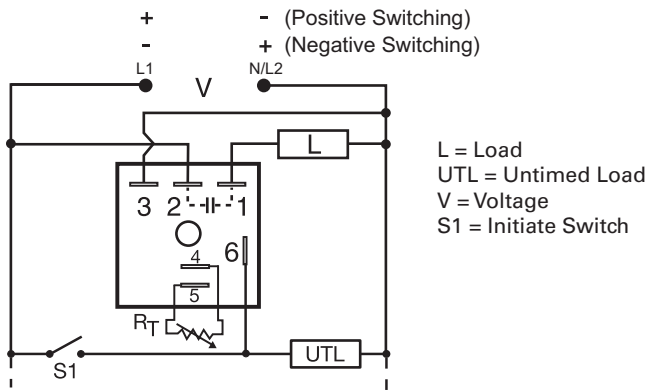 + - (Positive Switching)
- + (Negative Switching)
L1 N/L2
V
L
3 2 1
6
4
5
RT
S1
UTL
L = Load
UTL = Untimed Load
V = Voltage
S1 = Initiate Switch